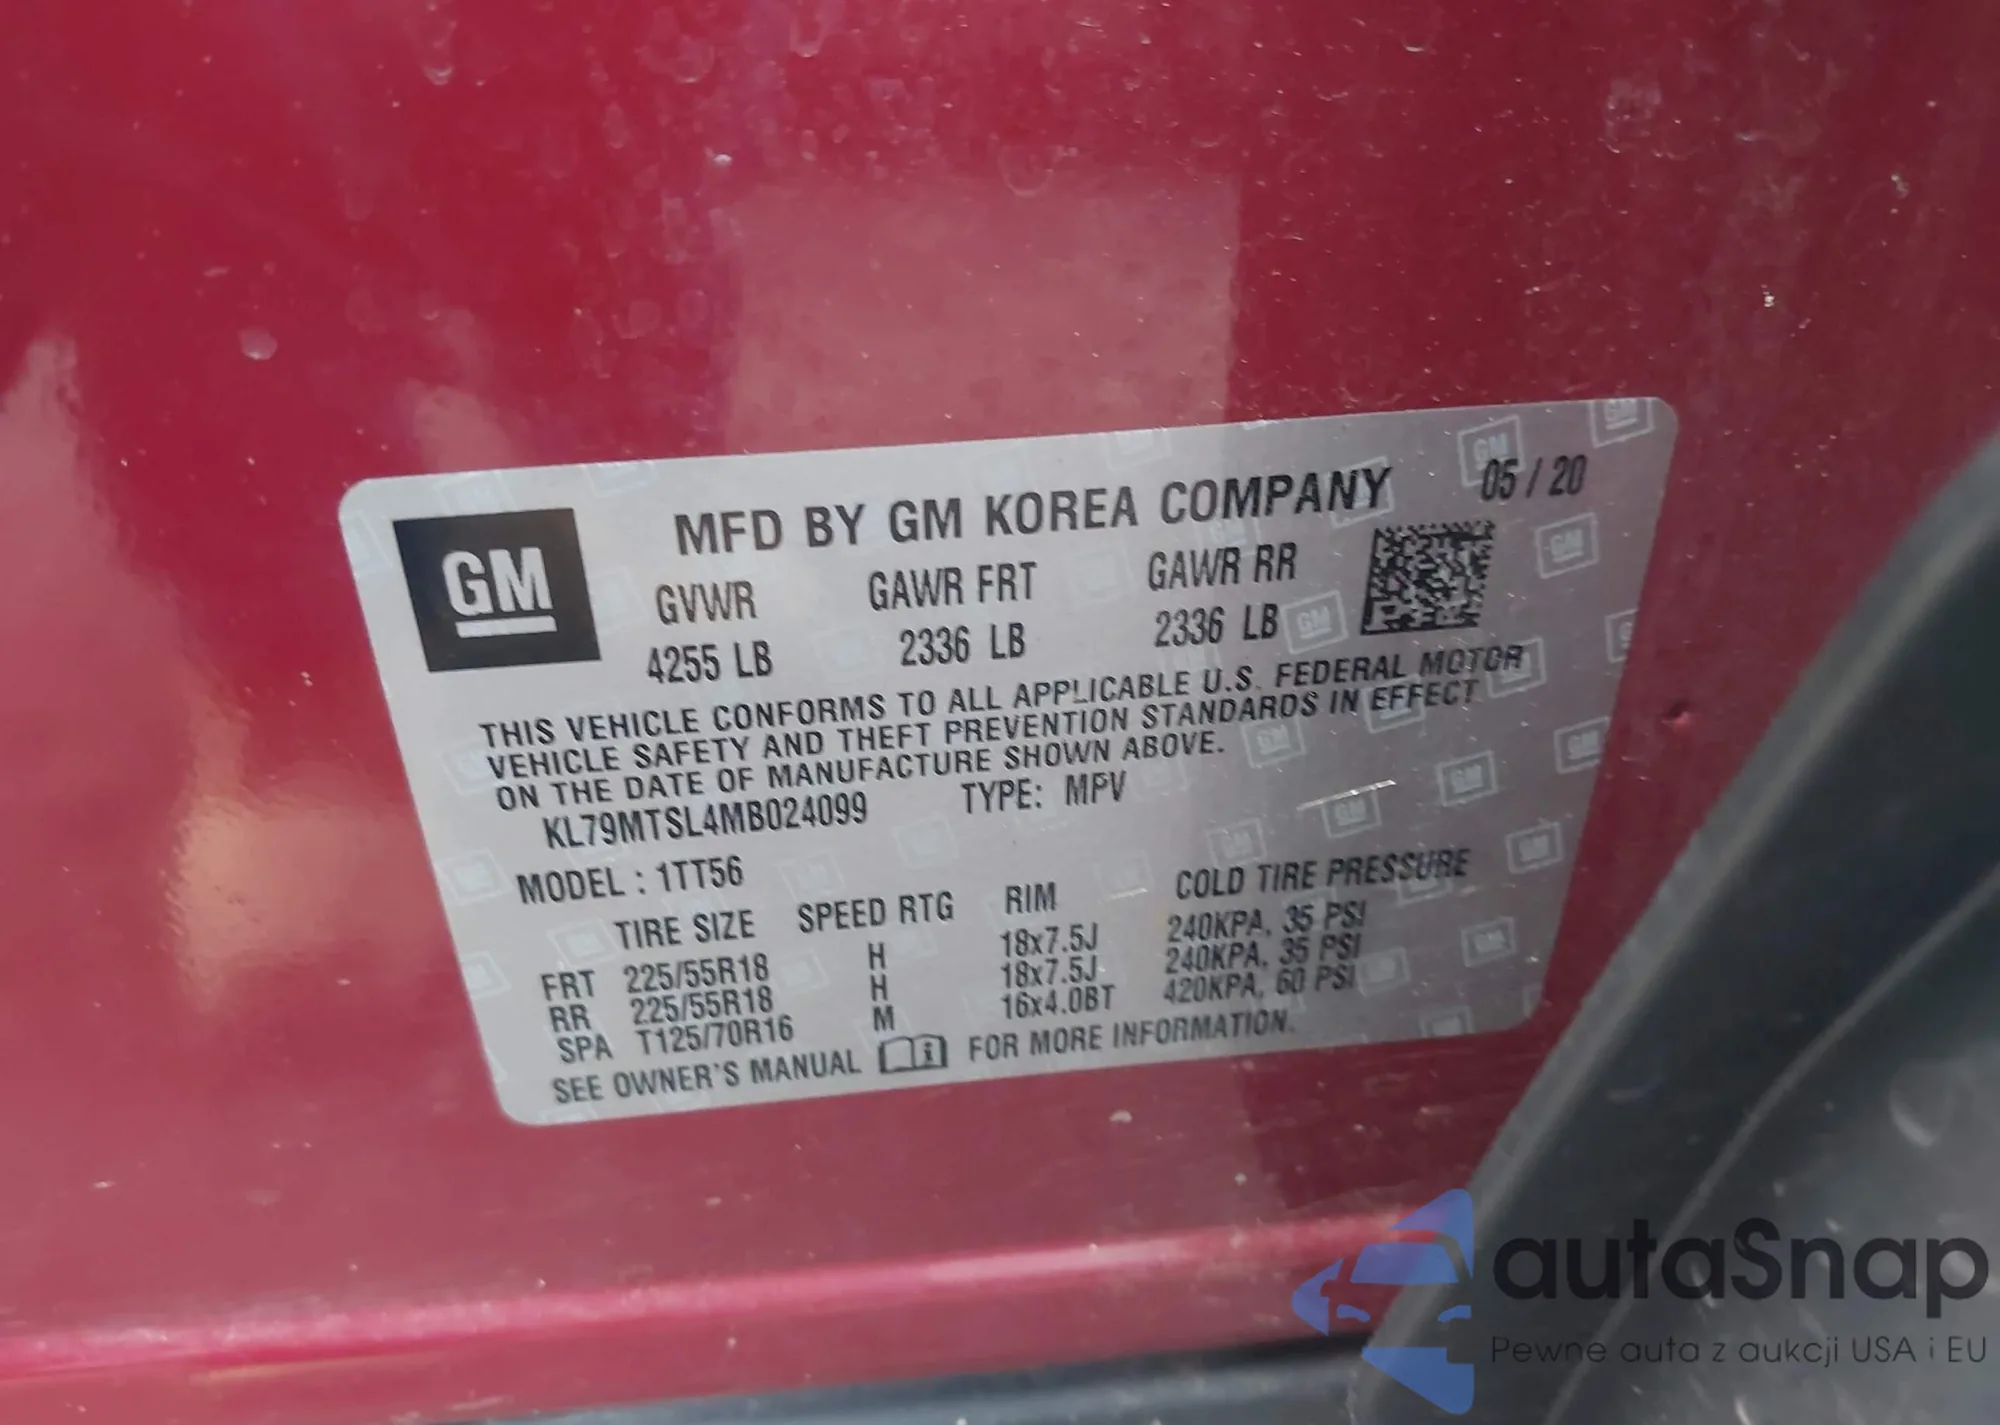 GM
MFD BY GM KOREA COMPANY 05 / 20
GVWR GAWR FRT GAWR RR
4255 LB 2336 LB 2336 LB
THIS VEHICLE CONFORMS TO ALL APPLICABLE U.S. FEDERAL MOTOR
VEHICLE SAFETY AND THEFT PREVENTION STANDARDS IN EFFECT
ON THE DATE OF MANUFACTURE SHOWN ABOVE.
KL79MTSL4MB024099 TYPE: MPV
MODEL : 1TT56
TIRE SIZE SPEED RTG RIM COLD TIRE PRESSURE
FRT 225/55R18 H 18x7.5J 240KPA, 35 PSI
RR 225/55R18 H 18x7.5J 240KPA, 35 PSI
SPA T125/70R16 M 16x4.0BT 420KPA, 60 PSI
SEE OWNER'S MANUAL i FOR MORE INFORMATION.
autaSnap
Pewne auta z aukcji USA i EU